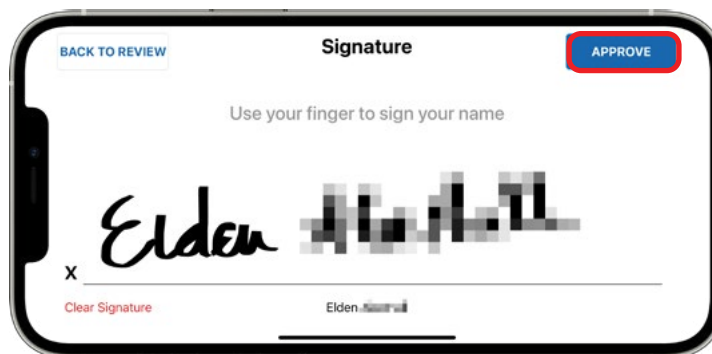 BACK TO REVIEW Signature APPROVE
Use your finger to sign your name
Elden
X
Clear Signature Elden